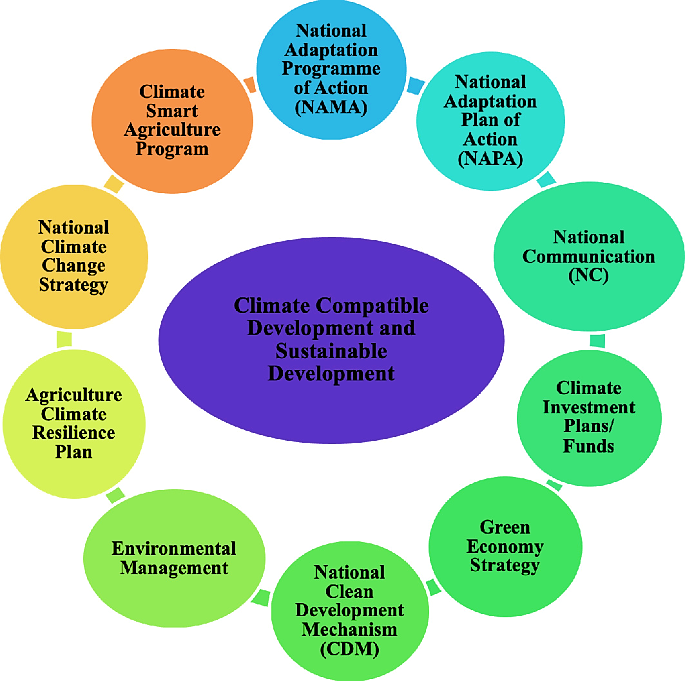 National
Adaptation
Programme
of Action
(NAMA)
National
Adaptation
Plan of
Action
(NAPA)
National
Communication
(NC)
Climate
Investment
Plans/
Funds
Green
Economy
Strategy
National
Clean
Development
Mechanism
(CDM)
Environmental
Management
Agriculture
Climate
Resilience
Plan
National
Climate
Change
Strategy
Climate
Smart
Agriculture
Program
Climate Compatible
Development and
Sustainable
Development